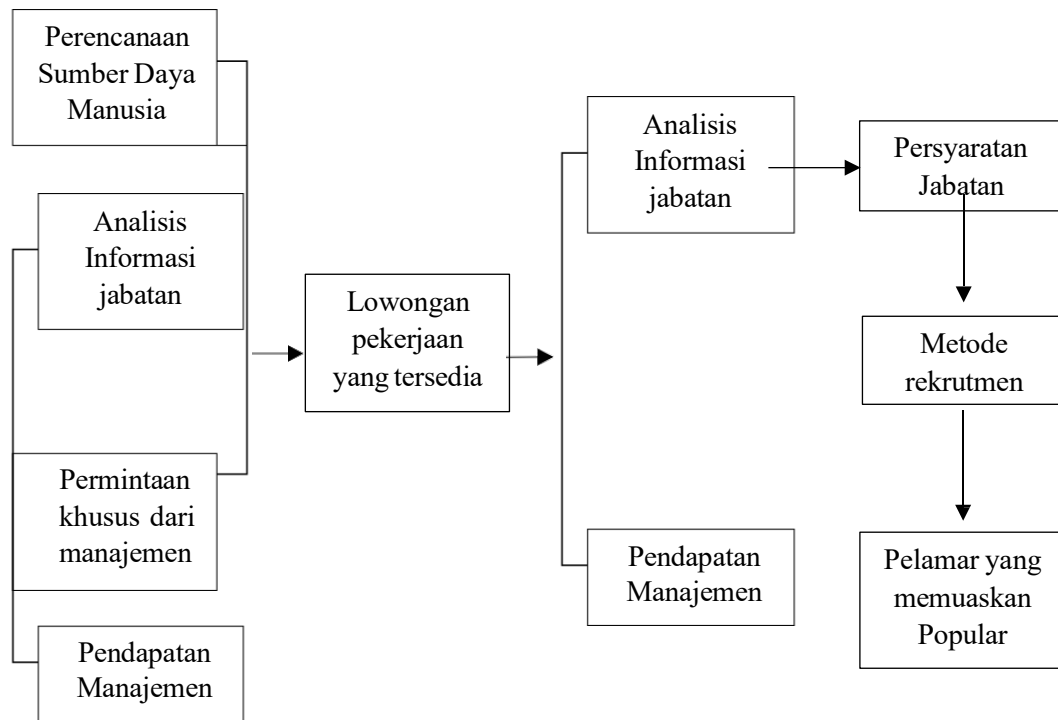 Perencanaan
Sumber Daya
Manusia
Analisis
Informasi
jabatan
Permintaan
khusus dari
manajemen
Pendapatan
Manajemen
Lowongan
pekerjaan
yang tersedia
Analisis
Informasi
jabatan
Pendapatan
Manajemen
Persyaratan
Jabatan
Metode
rekrutmen
Pelamar yang
memuaskan
Popular